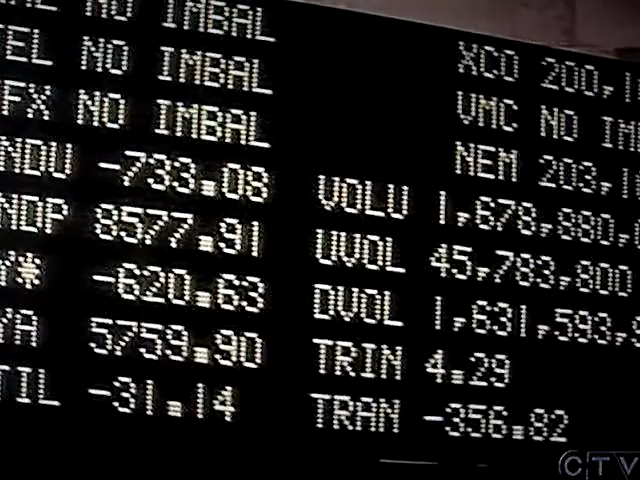 NO IMBAL
EL NO IMBAL
FX NO IMBAL
NDU -733.08
NDP 8577.91
Y* -620.63
YA 5759.90
TIL -31.14
XCO 200,1
VMC NO IM
NEM 203,1
VOLU 1,678,880,
UVOL 45,783,800
DVOL 1,631,593,
TRIN 4.29
TRAN -356.82
CTV